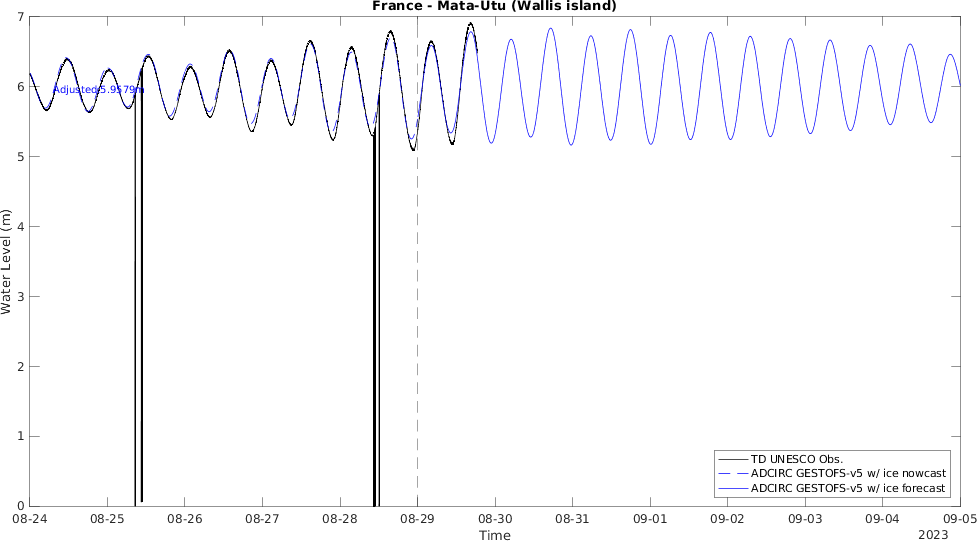 France - Mata-Utu (Wallis island)
7
6
5
4
3
2
1
0
Water Level (m)
Adjusted:5.9579m
TD UNESCO Obs.
ADCIRC GESTOFS-v5 w/ ice nowcast
ADCIRC GESTOFS-v5 w/ ice forecast
08-24 08-25 08-26 08-27 08-28 08-29 08-30 08-31 09-01 09-02 09-03 09-04 09-05
Time
2023